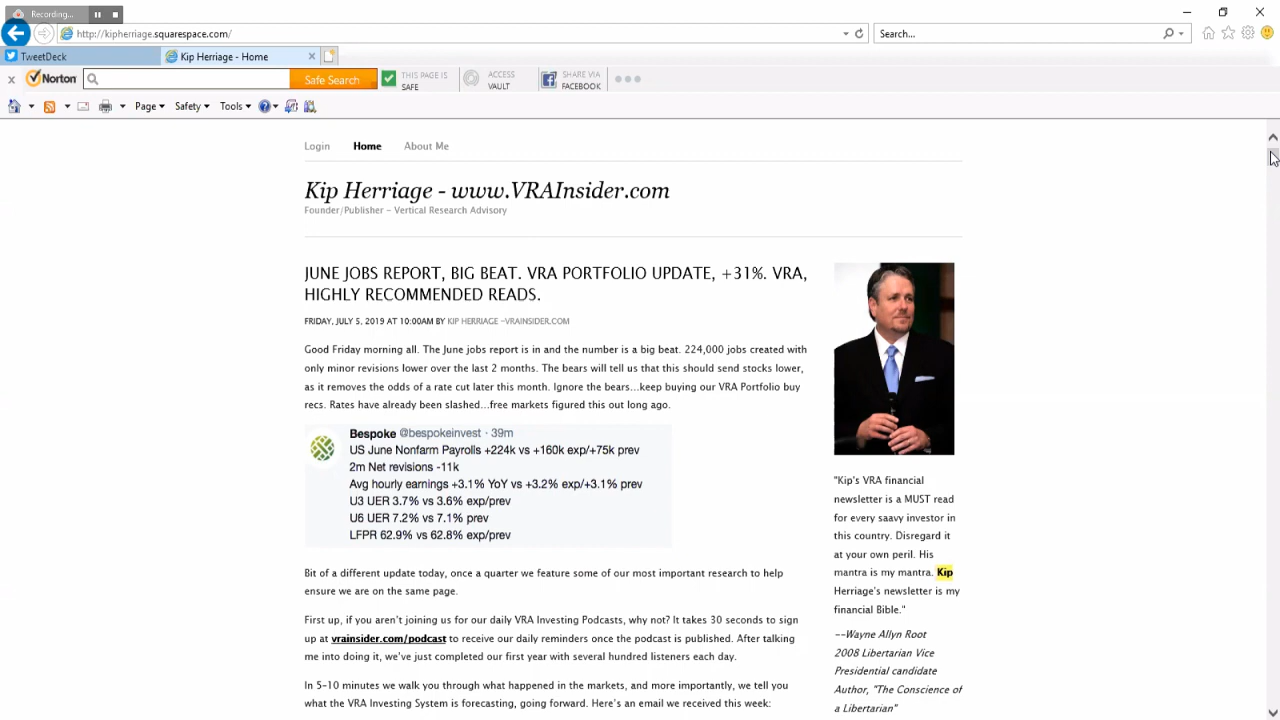 Recording...
http://kipherriage.squarespace.com/
Search...
TweetDeck
Kip Herriage - Home
Norton
Safe Search
THIS PAGE IS
SAFE
ACCESS
VAULT
SHARE VIA
FACEBOOK
Page
Safety
Tools
Login
Home
About Me
Kip Herriage - www.VRAInsider.com
Founder/Publisher - Vertical Research Advisory
JUNE JOBS REPORT, BIG BEAT. VRA PORTFOLIO UPDATE, +31%. VRA,
HIGHLY RECOMMENDED READS.
FRIDAY, JULY 5, 2019 AT 10:00AM BY KIP HERRIAGE -VRAINSIDER.COM
Good Friday morning all. The June jobs report is in and the number is a big beat. 224,000 jobs created with
only minor revisions lower over the last 2 months. The bears will tell us that this should send stocks lower,
as it removes the odds of a rate cut later this month. Ignore the bears...keep buying our VRA Portfolio buy
recs. Rates have already been slashed...free markets figured this out long ago.
Bespoke @bespokeinvest · 39m
US June Nonfarm Payrolls +224k vs +160k exp/+75k prev
2m Net revisions -11k
Avg hourly earnings +3.1% YoY vs +3.2% exp/+3.1% prev
U3 UER 3.7% vs 3.6% exp/prev
U6 UER 7.2% vs 7.1% prev
LFPR 62.9% vs 62.8% exp/prev
Bit of a different update today, once a quarter we feature some of our most important research to help
ensure we are on the same page.
First up, if you aren't joining us for our daily VRA Investing Podcasts, why not? It takes 30 seconds to sign
up at vrainsider.com/podcast to receive our daily reminders once the podcast is published. After talking
me into doing it, we've just completed our first year with several hundred listeners each day.
In 5-10 minutes we walk you through what happened in the markets, and more importantly, we tell you
what the VRA Investing System is forecasting, going forward. Here's an email we received this week:
"Kip's VRA financial
newsletter is a MUST read
for every saavy investor in
this country. Disregard it
at your own peril. His
mantra is my mantra. Kip
Herriage's newsletter is my
financial Bible."
--Wayne Allyn Root
2008 Libertarian Vice
Presidential candidate
Author, "The Conscience of
a Libertarian"